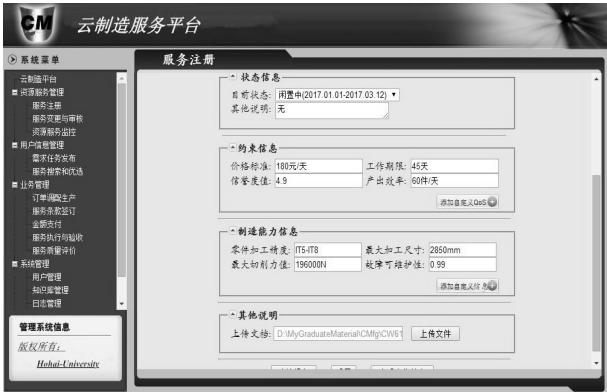 CM 云制造服务平台
系统菜单
云制造平台
资源服务管理
服务注册
服务变更与审核
资源服务监控
用户信息管理
需求任务发布
服务搜索和优选
业务管理
订单调配生产
服务条款签订
金额支付
服务执行与验收
服务质量评价
系统管理
用户管理
知识库管理
日志管理
管理系统信息
版权所有:
Hohai-University
服务注册
状态信息
目前状态: 闲置中(2017.01.01-2017.03.12)
其他说明: 无
约束信息
价格标准: 180元/天 工作期限: 45天
信誉度值: 4.9 产出效率: 60件/天
添加自定义QoS
制造能力信息
零件加工精度: IT5-IT8 最大加工尺寸: 2850mm
最大切削力值: 196000N 故障可维护性: 0.99
添加自定义信息
其他说明
上传文档: D:\MyGraduateMaterial\CMfg\CW61 上传文件